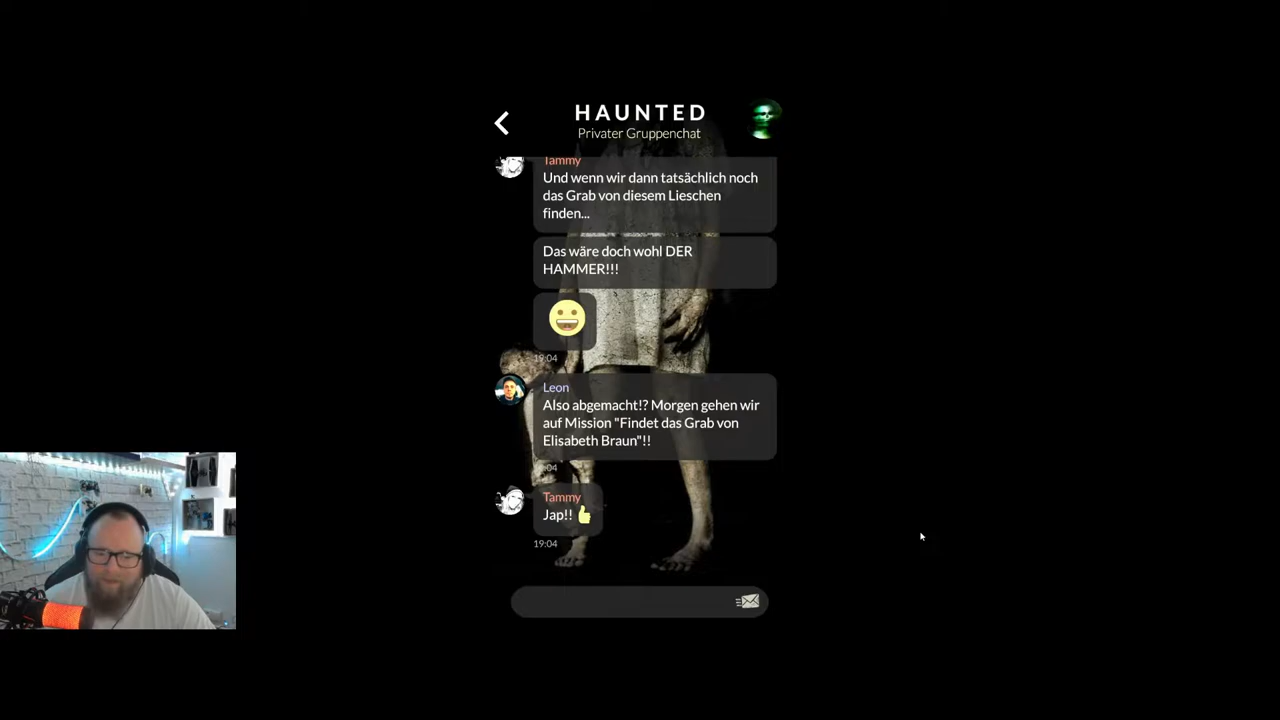 HAUNTED
Privater Gruppenchat
Tammy
Und wenn wir dann tatsächlich noch
das Grab von diesem Lieschen
finden...
Das wäre doch wohl DER
HAMMER!!!
19:04
Leon
Also abgemacht!? Morgen gehen wir
auf Mission "Findet das Grab von
Elisabeth Braun"!!
19:04
Tammy
Jap!!
19:04